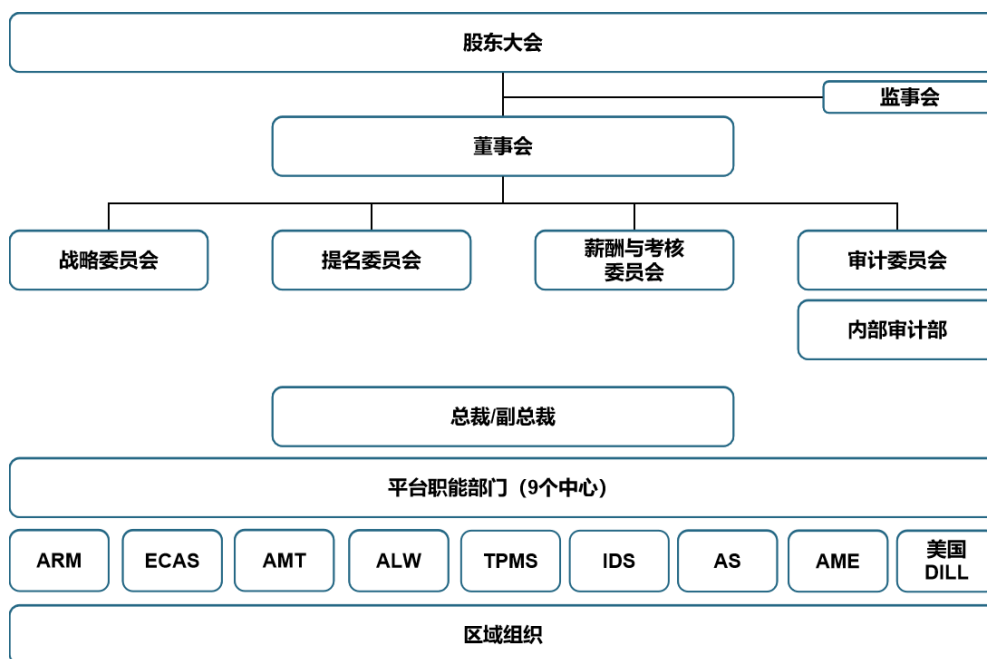 股东大会
监事会
董事会
战略委员会
提名委员会
薪酬与考核
委员会
审计委员会
内部审计部
总裁/副总裁
平台职能部门（9个中心）
ARM
ECAS
AMT
ALW
TPMS
IDS
AS
AME
美国
DILL
区域组织